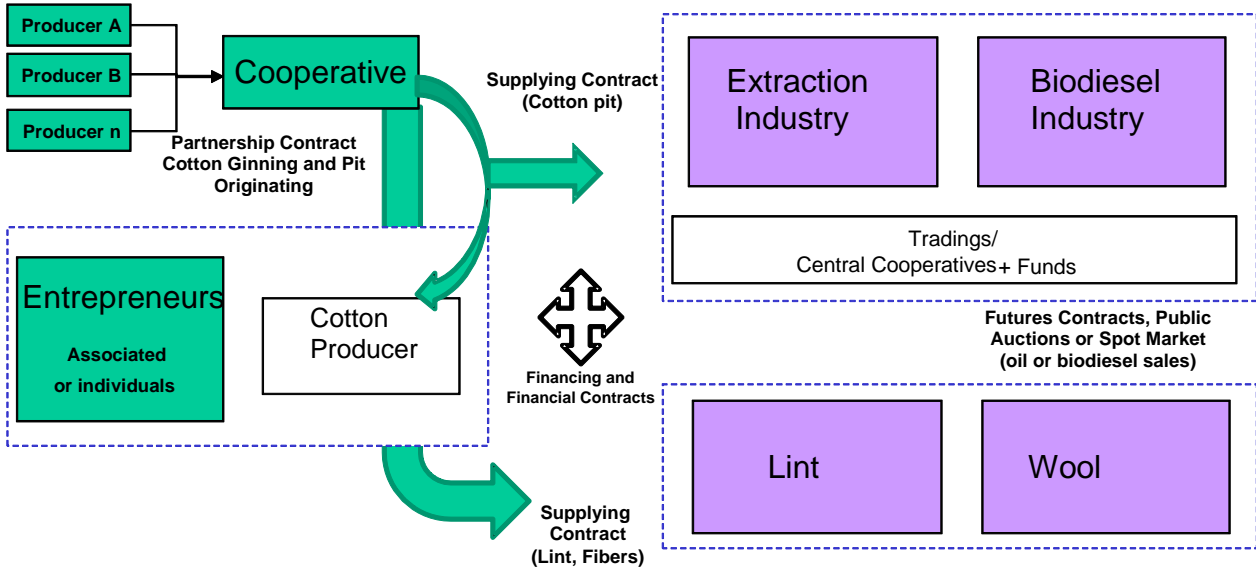 Producer A
Producer B
Producer n
Cooperative
Partnership Contract
Cotton Ginning and Pit
Originating
Supplying Contract
(Cotton pit)
Extraction
Industry
Biodiesel
Industry
Tradings/
Central Cooperatives + Funds
Entrepreneurs
Associated
or individuals
Cotton
Producer
Financing and
Financial Contracts
Futures Contracts, Public
Auctions or Spot Market
(oil or biodiesel sales)
Lint
Wool
Supplying
Contract
(Lint, Fibers)